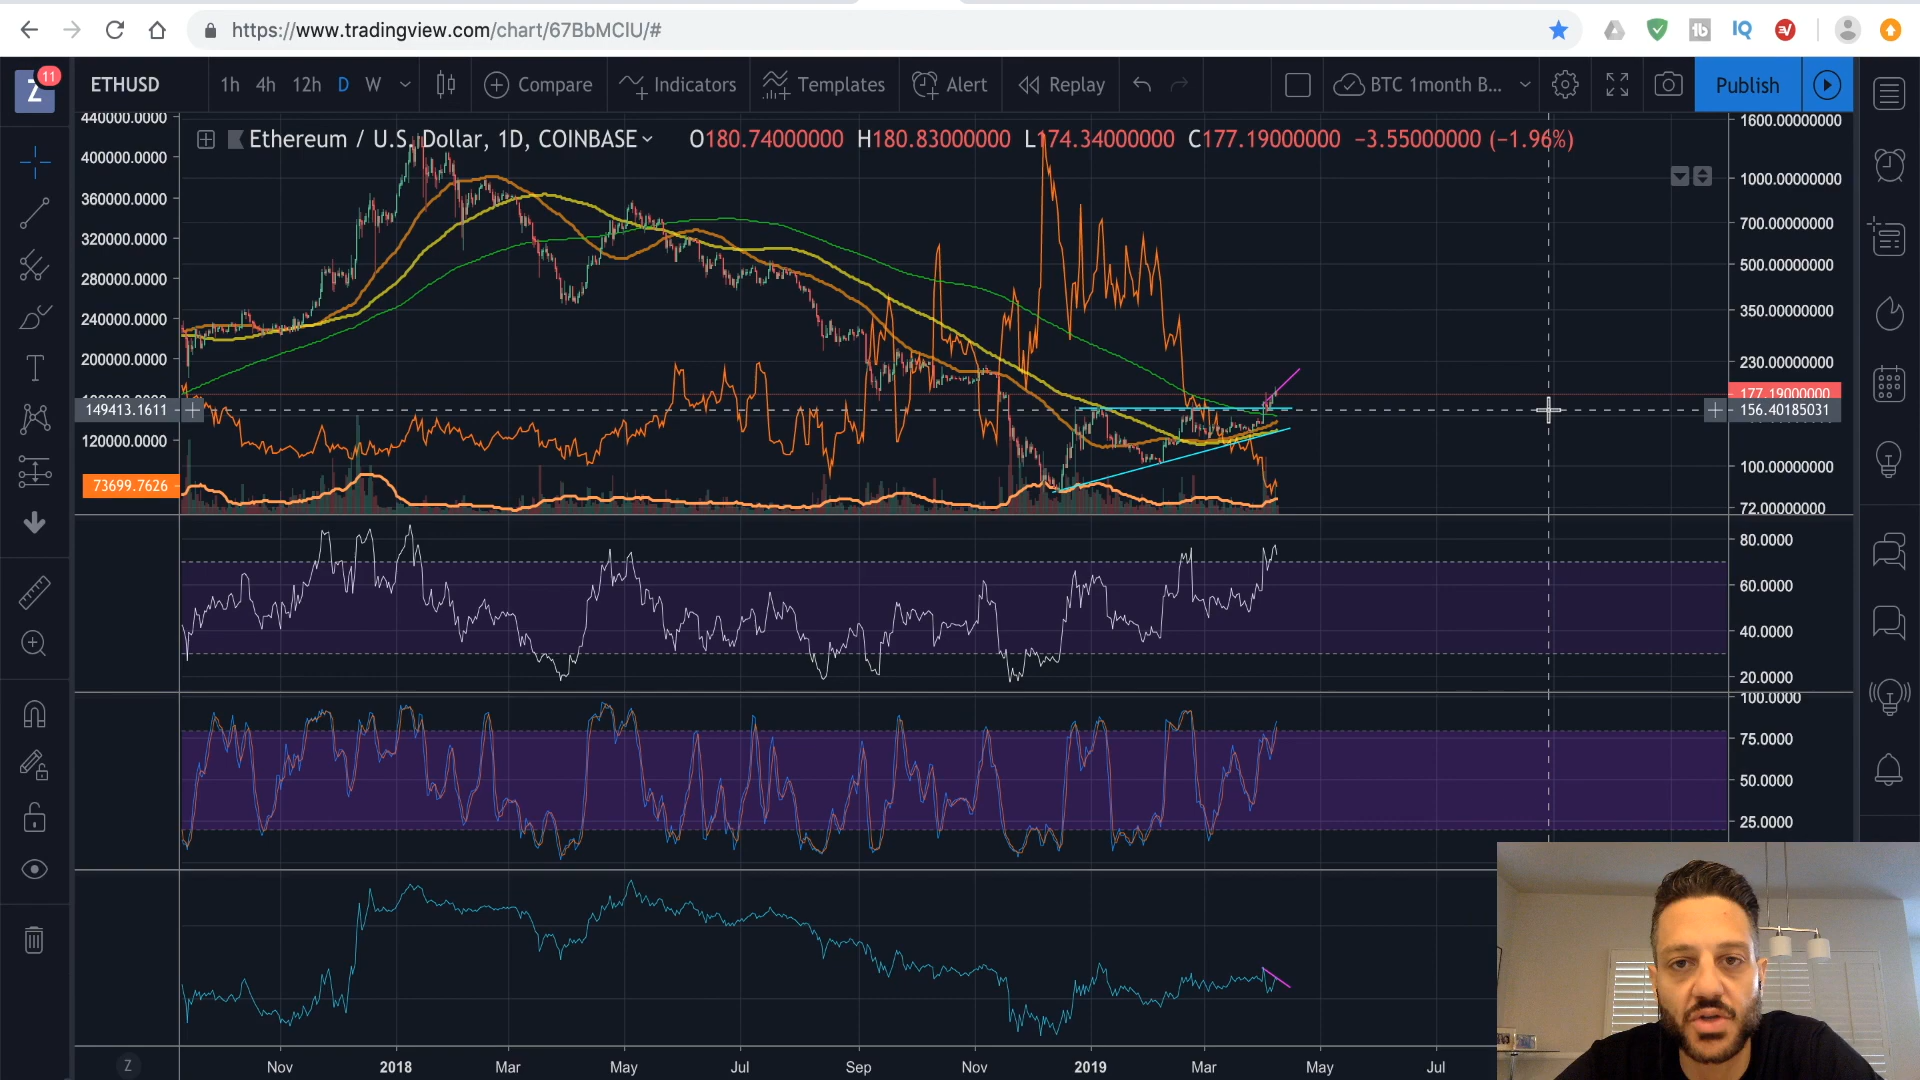 https://www.tradingview.com/chart/67BbMClU/#
11
Z
ETHUSD
1h 4h 12h D W
Compare
Indicators
Templates
Alert
Replay
BTC 1month B...
Publish
Ethereum / U.S. Dollar, 1D, COINBASE
O180.74000000 H180.83000000 L174.34000000 C177.19000000 −3.55000000 (−1.96%)
440000.0000
400000.0000
360000.0000
320000.0000
280000.0000
240000.0000
200000.0000
149413.1611
120000.0000
73699.7626
1600.00000000
1000.00000000
700.00000000
500.00000000
350.00000000
230.00000000
177.19000000
156.40185031
100.00000000
72.00000000
80.0000
60.0000
40.0000
20.0000
100.0000
75.0000
50.0000
25.0000
Z
Nov 2018 Mar May Jul Sep Nov 2019 Mar May Jul